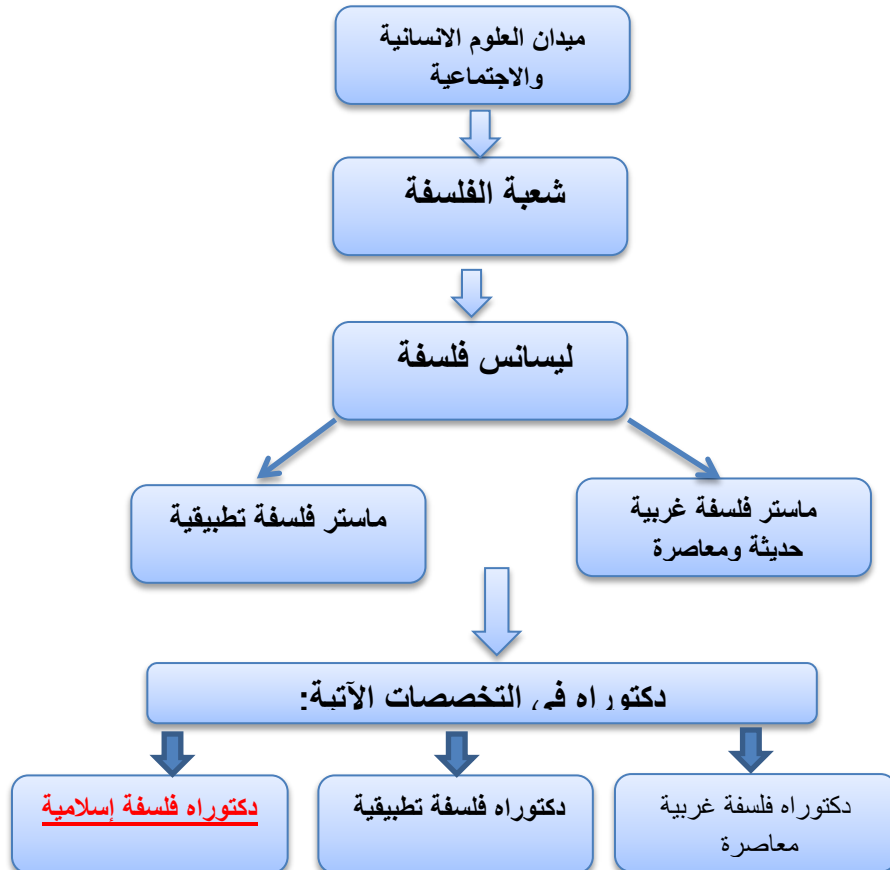 ميدان العلوم الانسانية
والاجتماعية
شعبة الفلسفة
ليسانس فلسفة
ماستر فلسفة غربية
حديثة ومعاصرة
ماستر فلسفة تطبيقية
دكتوراه في التخصصات الآتية:
دكتوراه فلسفة غربية
معاصرة
دكتوراه فلسفة تطبيقية
دكتوراه فلسفة إسلامية